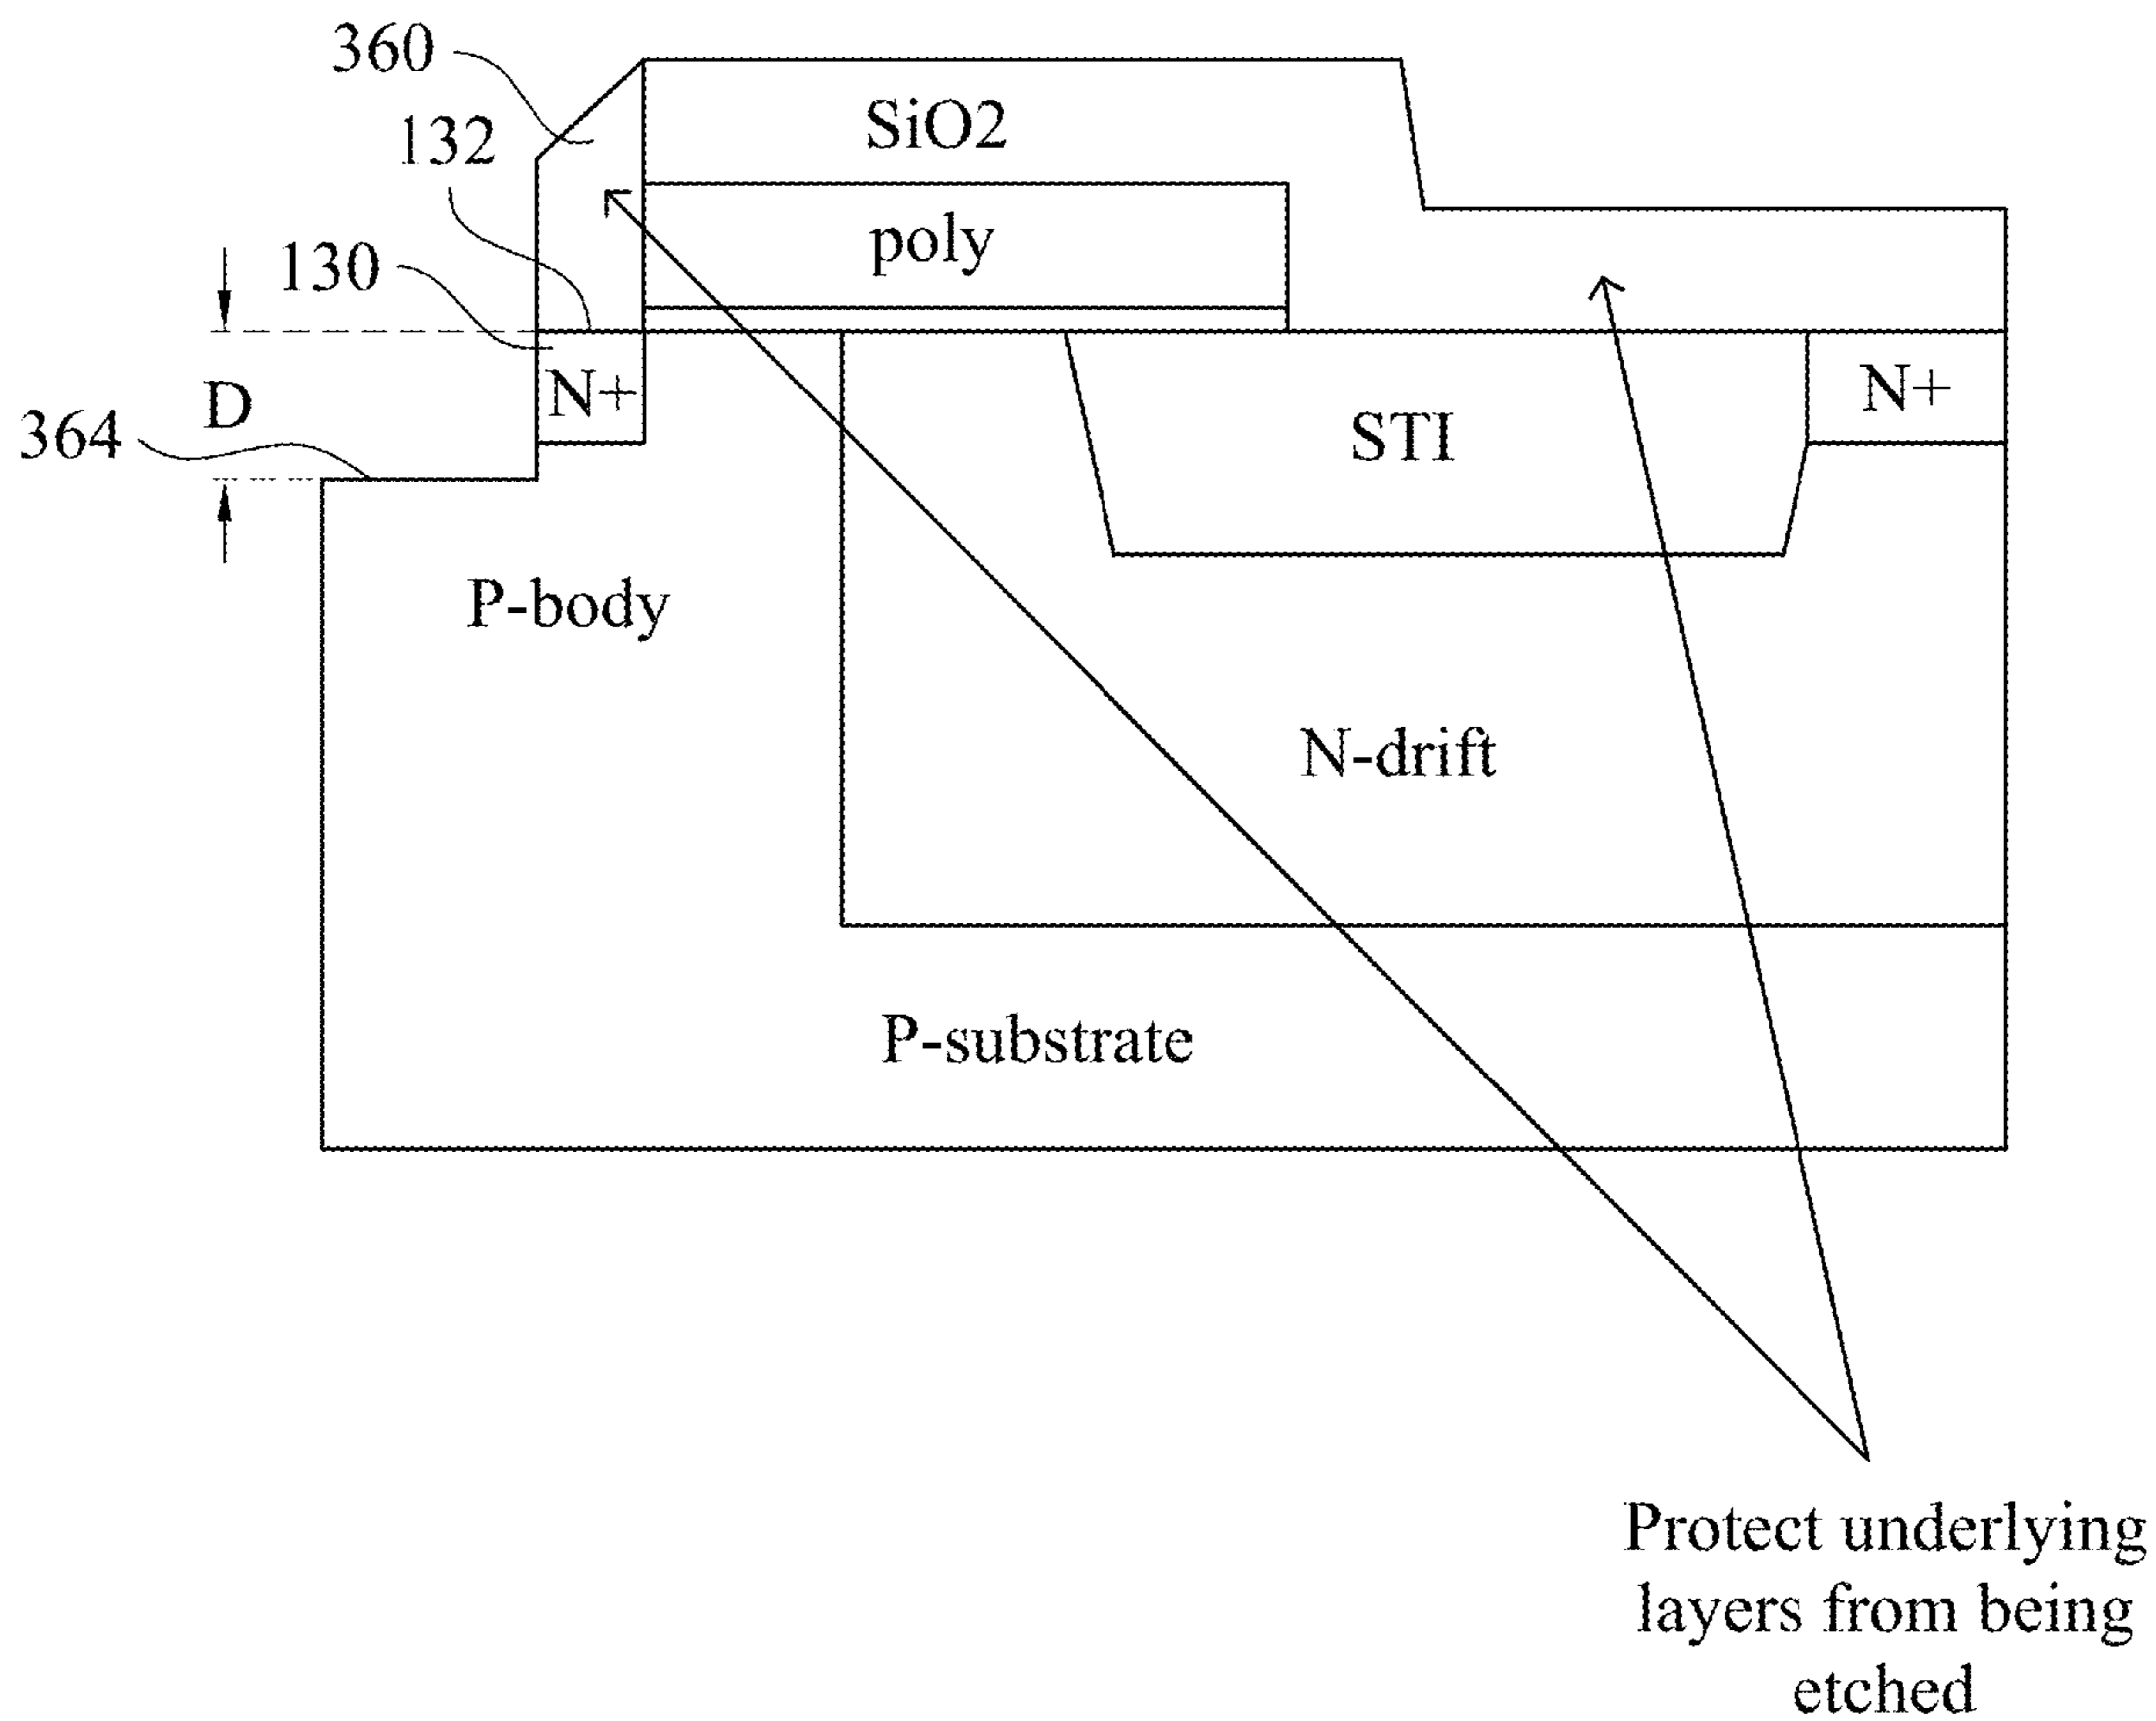 360
132
130
D
364
SiO2
poly
N+
STI
N+
P-body
N-drift
P-substrate
Protect underlying
layers from being
etched